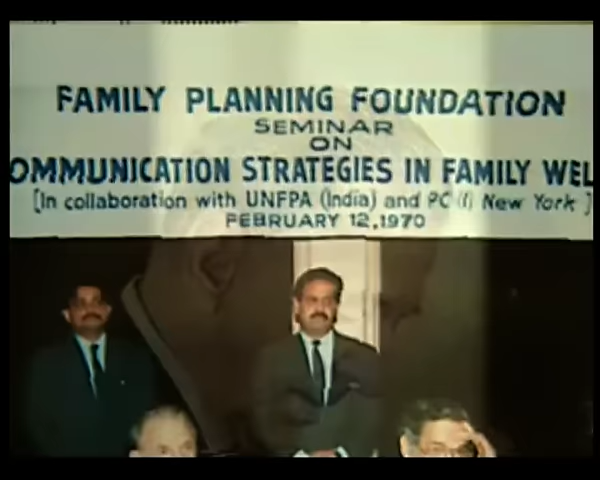 FAMILY PLANNING FOUNDATION
SEMINAR
ON
OMMUNICATION STRATEGIES IN FAMILY WEL
[In collaboration with UNFPA (India) and PC (I) New York ]
FEBRUARY 12,1970